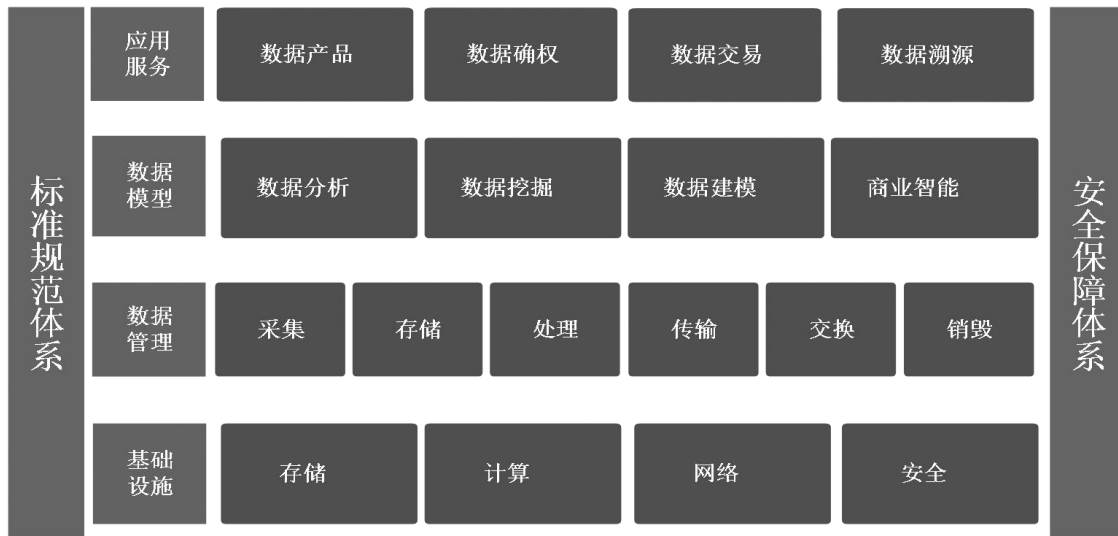 标准规范体系
应用
服务
数据产品
数据确权
数据交易
数据溯源
数据
模型
数据分析
数据挖掘
数据建模
商业智能
数据
管理
采集
存储
处理
传输
交换
销毁
基础
设施
存储
计算
网络
安全
安全保障体系